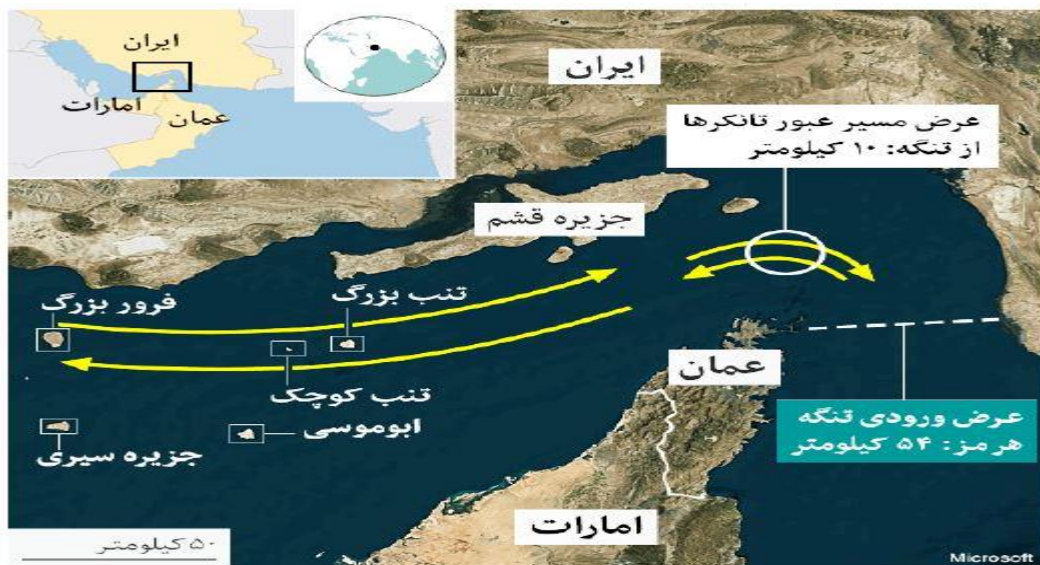 ایران
امارات
عمان
ایران
عرض مسیر عبور تانکرها
از تنگه: ۱۰ کیلومتر
جزیره قشم
فرور بزرگ
تنب بزرگ
تنب کوچک
ابوموسی
جزیره سیری
عمان
عرض ورودی تنگه
هرمز: ۵۴ کیلومتر
امارات
۵۰ کیلومتر
Microsoft